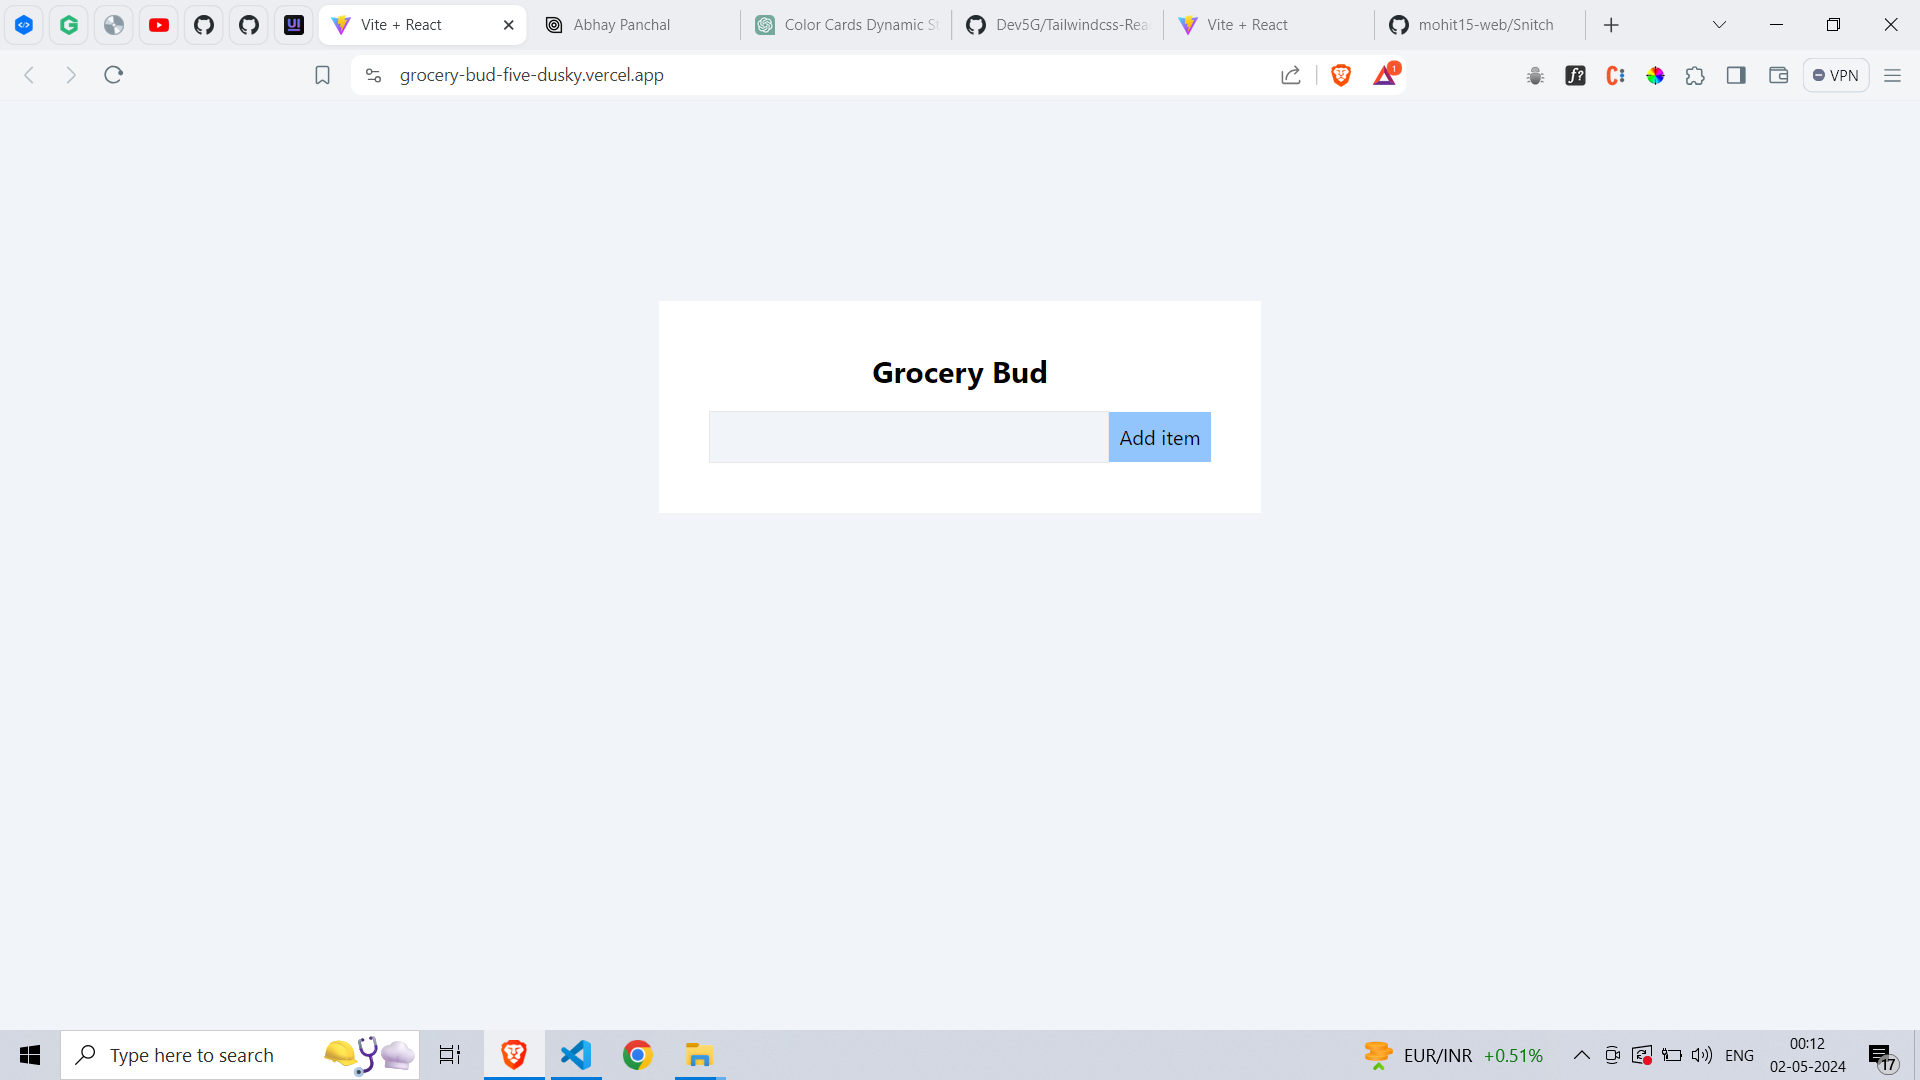 UI
Vite + React
Abhay Panchal
Color Cards Dynamic St
Dev5G/Tailwindcss-Rea
Vite + React
mohit15-web/Snitch
grocery-bud-five-dusky.vercel.app
1
f?
VPN
Grocery Bud
Add item
Type here to search
EUR/INR +0.51%
ENG
00:12
02-05-2024
17